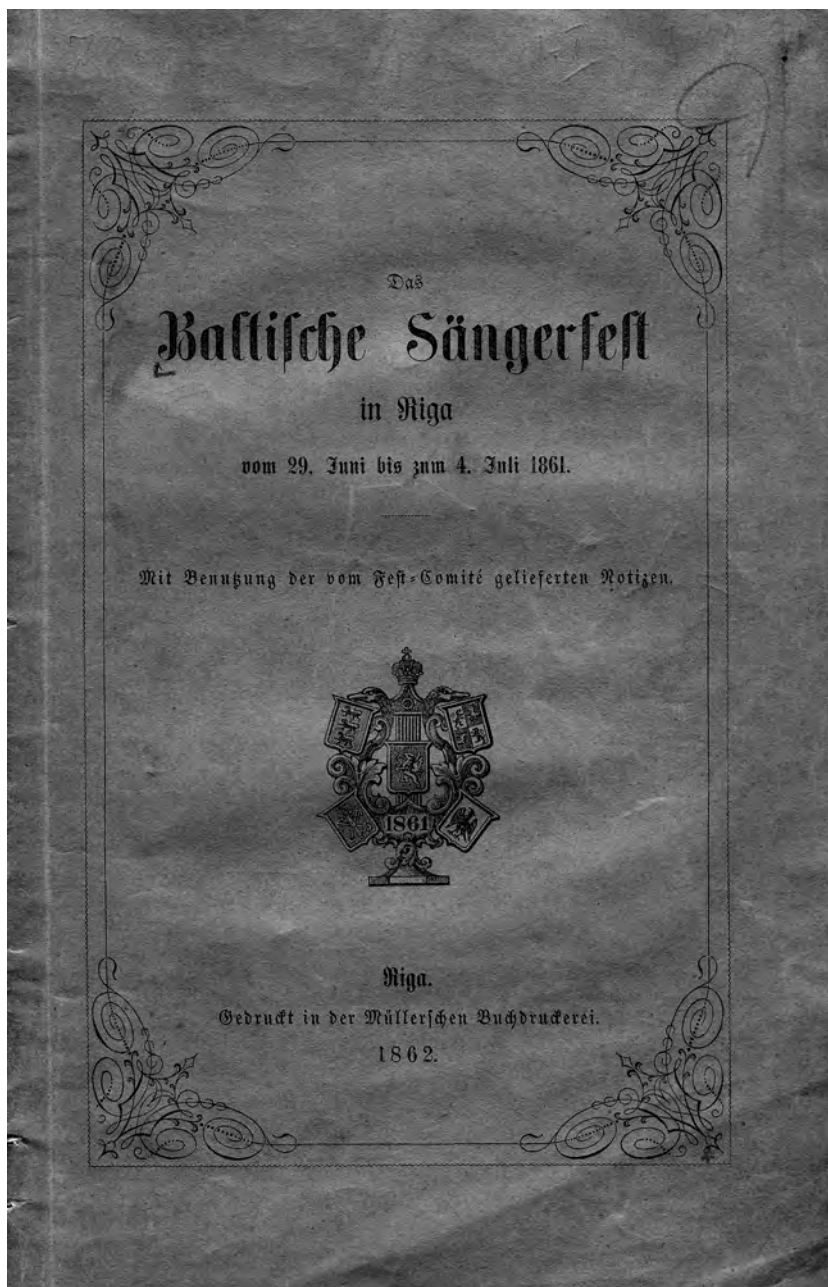 Das
Baltische Sängerfest
in Riga
vom 29. Juni bis zum 4. Juli 1861.
Mit Benutzung der vom Fest-Comité gelieferten Notizen.
1861
Riga.
Gedruckt in der Müllerschen Buchdruckerei.
1862.